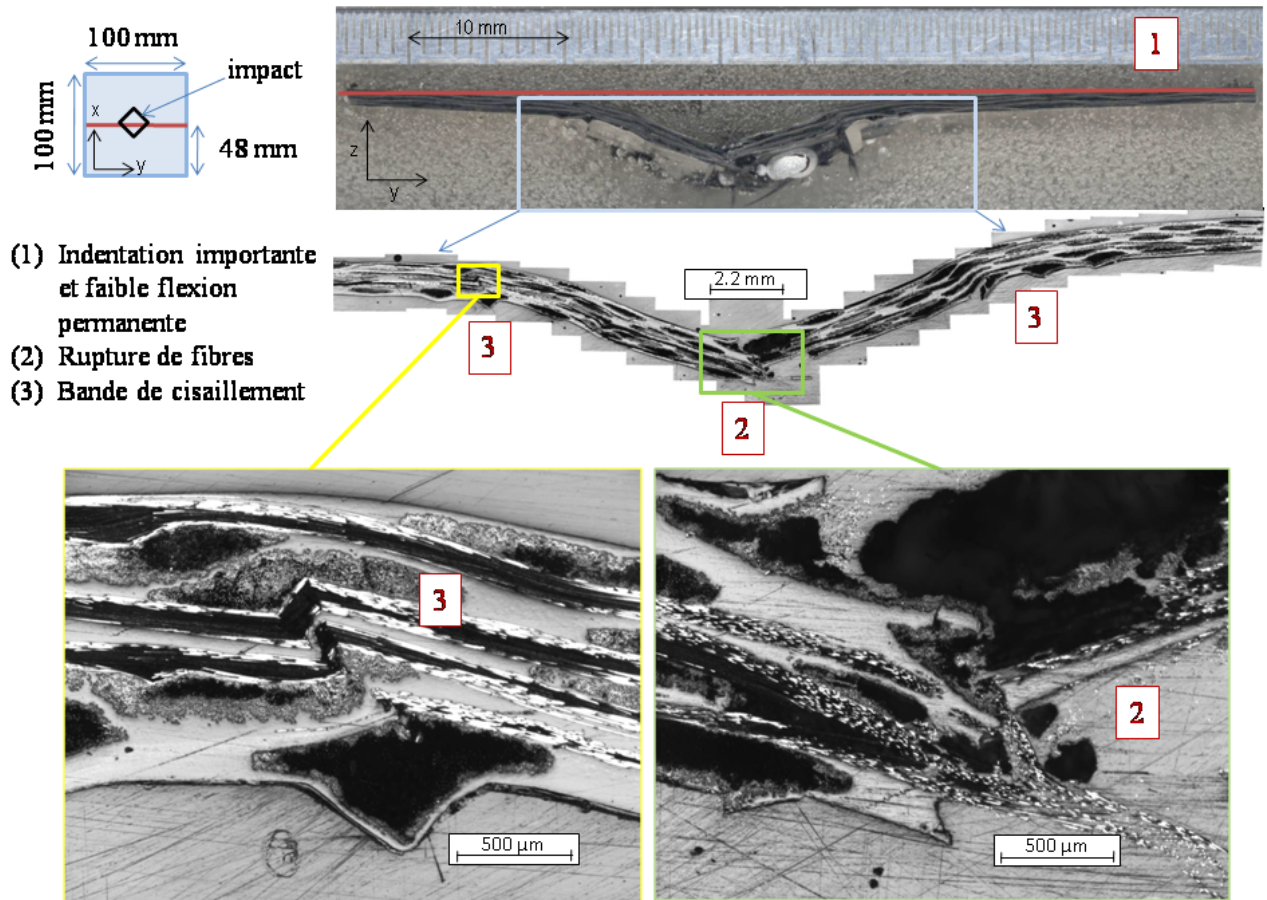 100 mm
impact
100 mm
x
y
48 mm
10 mm
1
z
y
(1) Indentation importante
et faible flexion
permanente
(2) Rupture de fibres
(3) Bande de cisaillement
2.2 mm
3
3
2
3
500 µm
2
500 µm